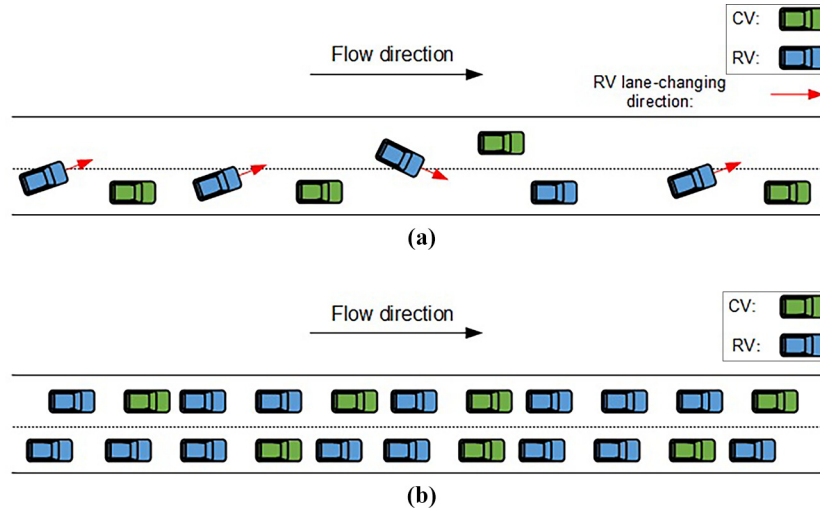 CV:
Flow direction
RV:
RV lane-changing
direction:
(a)
Flow direction
CV:
RV:
(b)